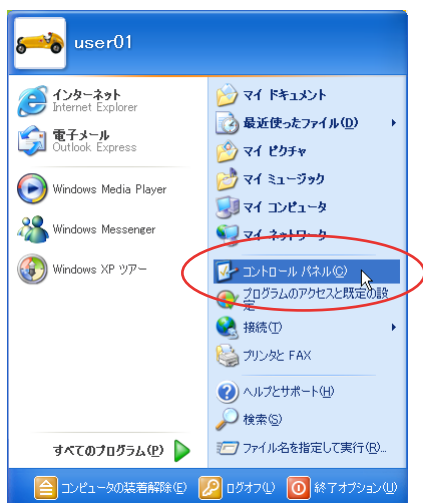 user01
インターネット
Internet Explorer
電子メール
Outlook Express
Windows Media Player
Windows Messenger
Windows XP ツアー
すべてのプログラム(P)
マイ ドキュメント
最近使ったファイル(D)
マイ ピクチャ
マイ ミュージック
マイ コンピュータ
マイ ネットワーク
コントロール パネル(C)
プログラムのアクセスと既定の設
定
接続(T)
プリンタと FAX
ヘルプとサポート(H)
検索(S)
ファイル名を指定して実行(R)...
コンピュータの装着解除(E)
ログオフ(L)
終了オプション(U)